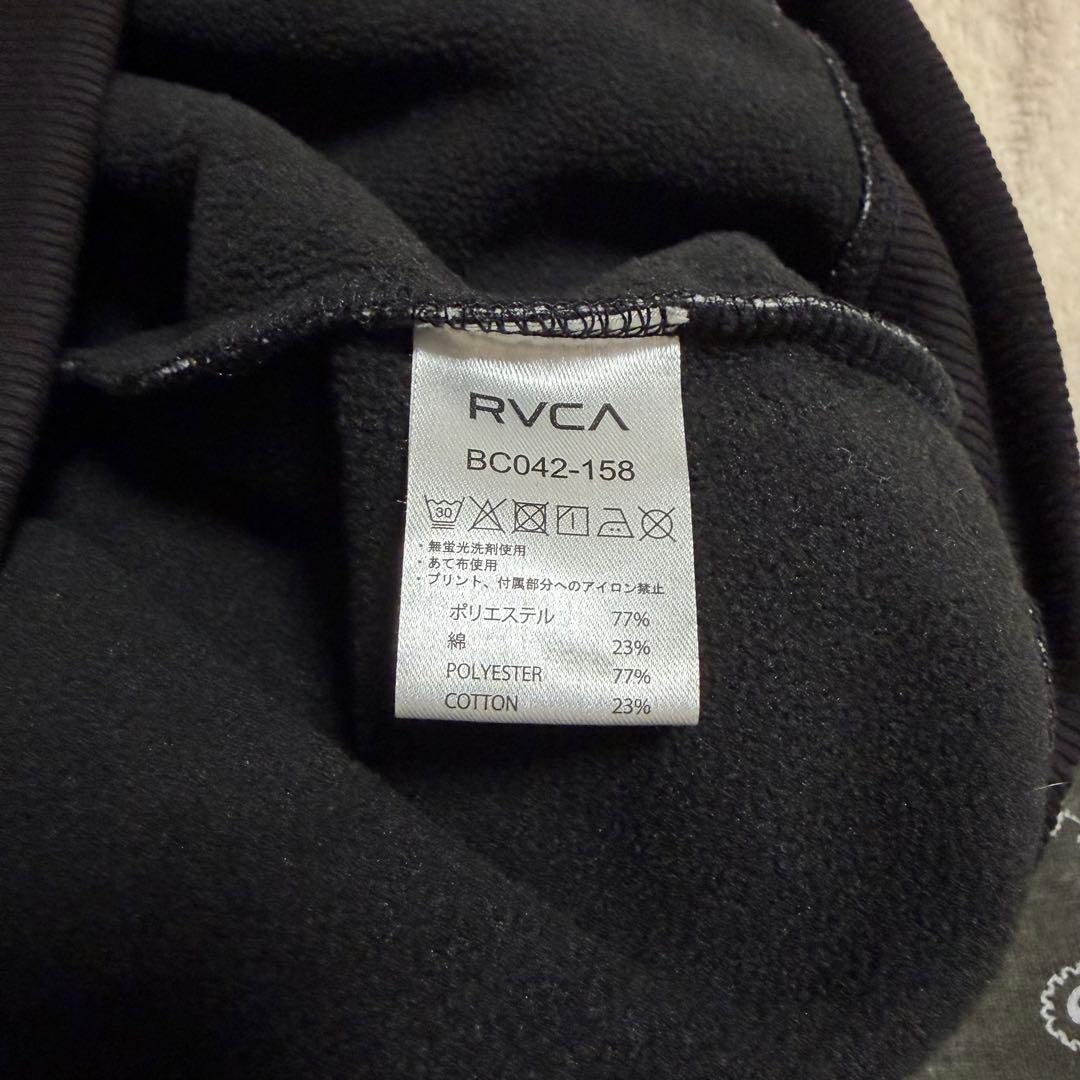 RVCA
BC042-158
30
・無蛍光洗剤使用
・あて布使用
・プリント、付属部分へのアイロン禁止
ポリエステル 77%
綿 23%
POLYESTER 77%
COTTON 23%